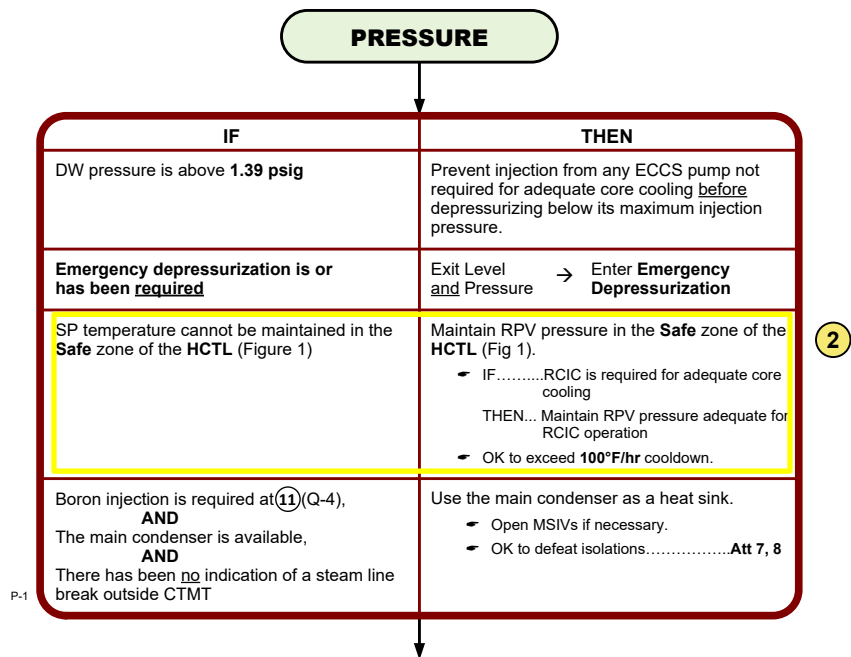 PRESSURE
IF
THEN
DW pressure is above 1.39 psig
Prevent injection from any ECCS pump not
required for adequate core cooling before
depressurizing below its maximum injection
pressure.
Emergency depressurization is or
has been required
Exit Level
and Pressure
→
Enter Emergency
Depressurization
SP temperature cannot be maintained in the
Safe zone of the HCTL (Figure 1)
Maintain RPV pressure in the Safe zone of the
HCTL (Fig 1).
☛ IF……....RCIC is required for adequate core
cooling
THEN... Maintain RPV pressure adequate for
RCIC operation
☛ OK to exceed 100°F/hr cooldown.
2
Boron injection is required at 11 (Q-4),
AND
The main condenser is available,
AND
There has been no indication of a steam line
break outside CTMT
Use the main condenser as a heat sink.
☛ Open MSIVs if necessary.
☛ OK to defeat isolations……………..Att 7, 8
P-1